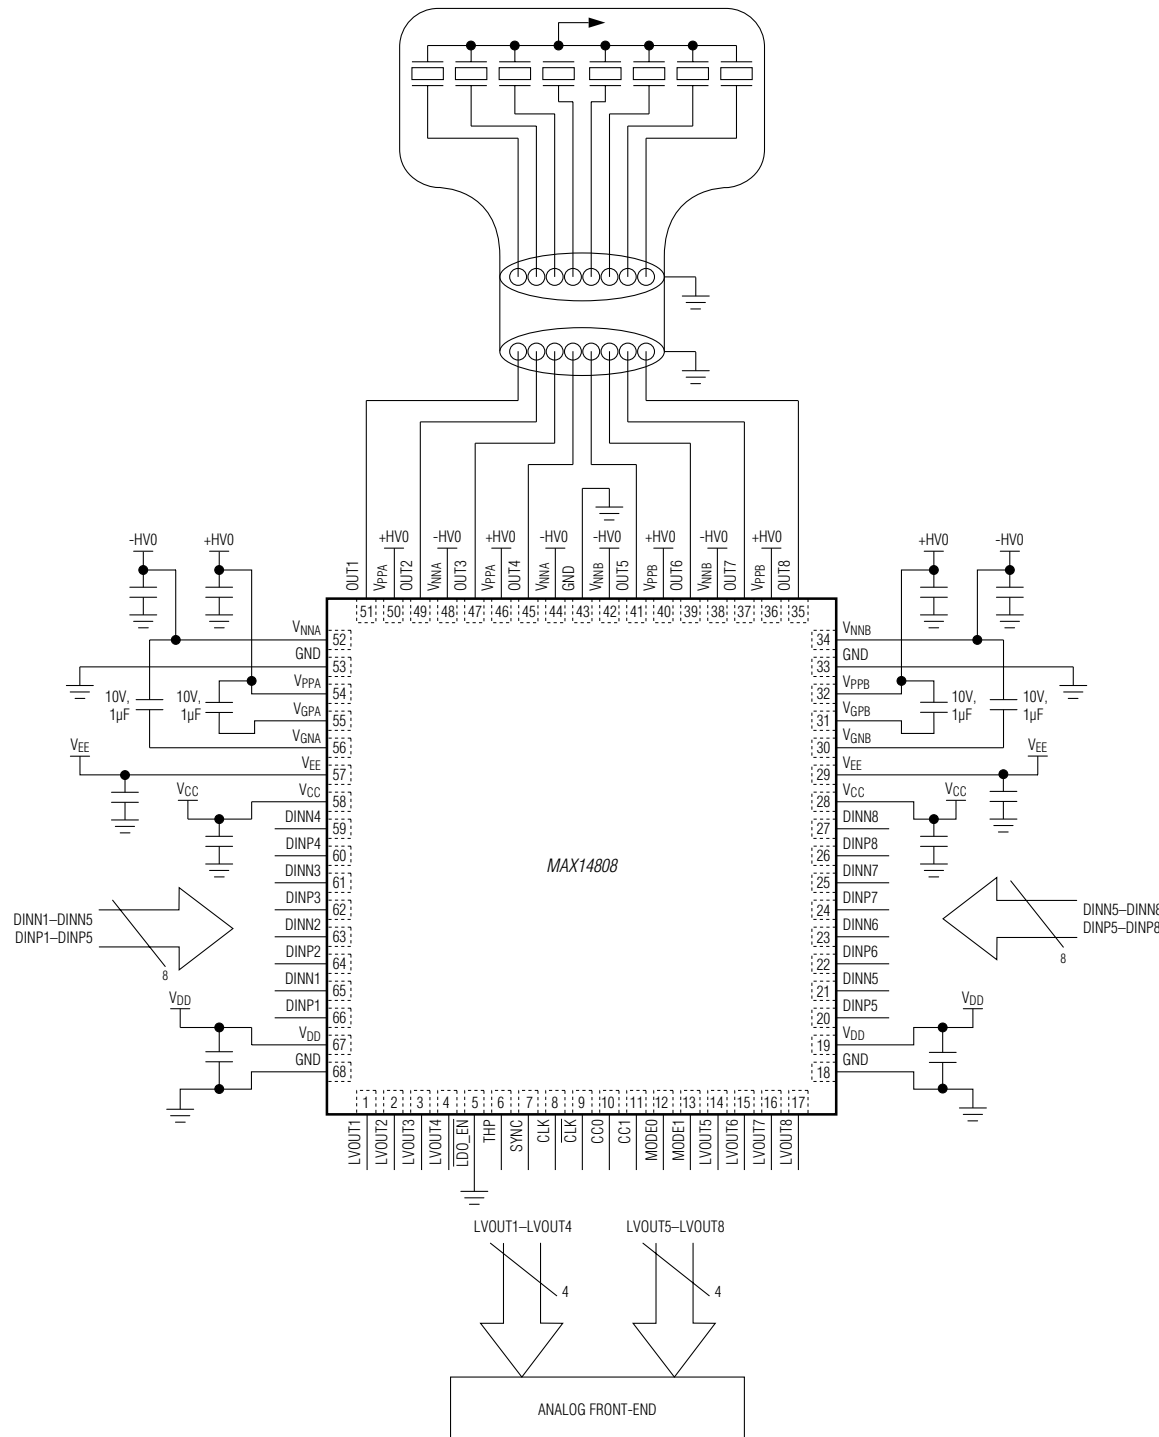 -HV0
+HV0
+HV0
-HV0
+HV0
-HV0
-HV0
+HV0
-HV0
+HV0
+HV0
-HV0
OUT1
VPPA
OUT2
VNNA
OUT3
VPPA
OUT4
VNNA
GND
VNNB
OUT5
VPPB
OUT6
VNNB
OUT7
VPPB
OUT8
51 50 49 48 47 46 45 44 43 42 41 40 39 38 37 36 35
VNNA 52
GND 53
VPPA 54
VGPA 55
VGNA 56
VEE 57
VCC 58
DINN4 59
DINP4 60
DINN3 61
DINP3 62
DINN2 63
DINP2 64
DINN1 65
DINP1 66
VDD 67
GND 68
10V,
1µF
10V,
1µF
VEE
VCC
DINN1–DINN5
DINP1–DINP5
8
VDD
MAX14808
34 VNNB
33 GND
32 VPPB
31 VGPB
30 VGNB
29 VEE
28 VCC
27 DINN8
26 DINP8
25 DINN7
24 DINP7
23 DINN6
22 DINP6
21 DINN5
20 DINP5
19 VDD
18 GND
10V,
1µF
10V,
1µF
VEE
VCC
DINN5–DINN8
DINP5–DINP8
8
VDD
1 2 3 4 5 6 7 8 9 10 11 12 13 14 15 16 17
LVOUT1
LVOUT2
LVOUT3
LVOUT4
LDO_EN
THP
SYNC
CLK
CLK
CC0
CC1
MODE0
MODE1
LVOUT5
LVOUT6
LVOUT7
LVOUT8
LVOUT1–LVOUT4
LVOUT5–LVOUT8
4
4
ANALOG FRONT-END